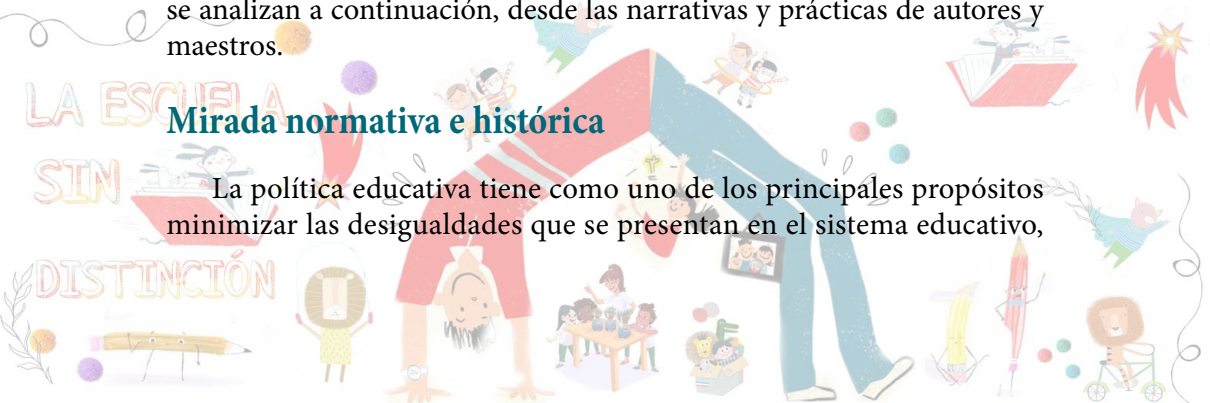 se analizan a continuación, desde las narrativas y prácticas de autores y
maestros.
LA ESCUELA
SIN
DISTINCIÓN
Mirada normativa e histórica
La política educativa tiene como uno de los principales propósitos
minimizar las desigualdades que se presentan en el sistema educativo,